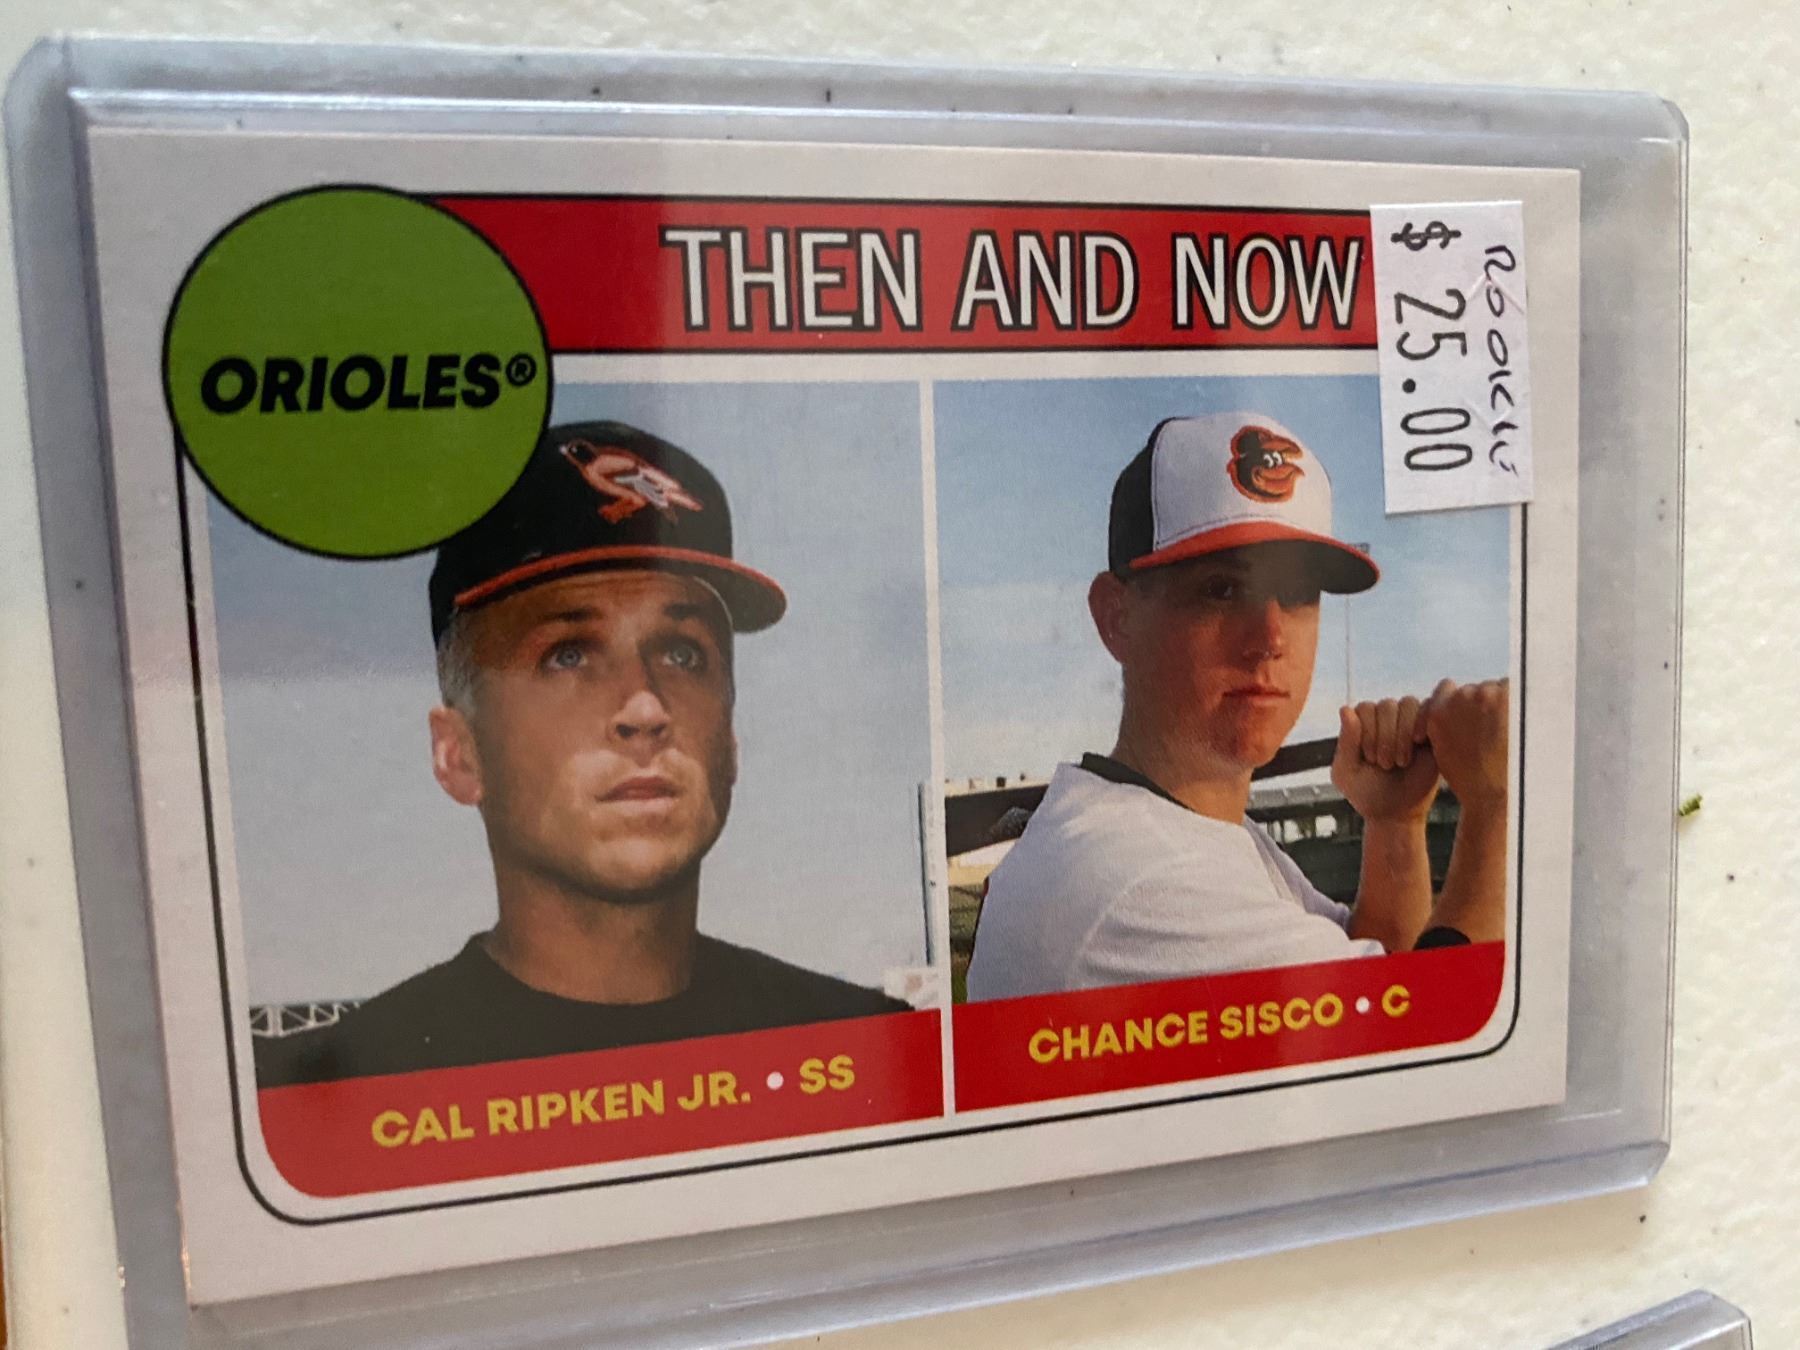 ORIOLES®
THEN AND NOW
ROOKIE
$ 25.00
CAL RIPKEN JR. • SS
CHANCE SISCO • C